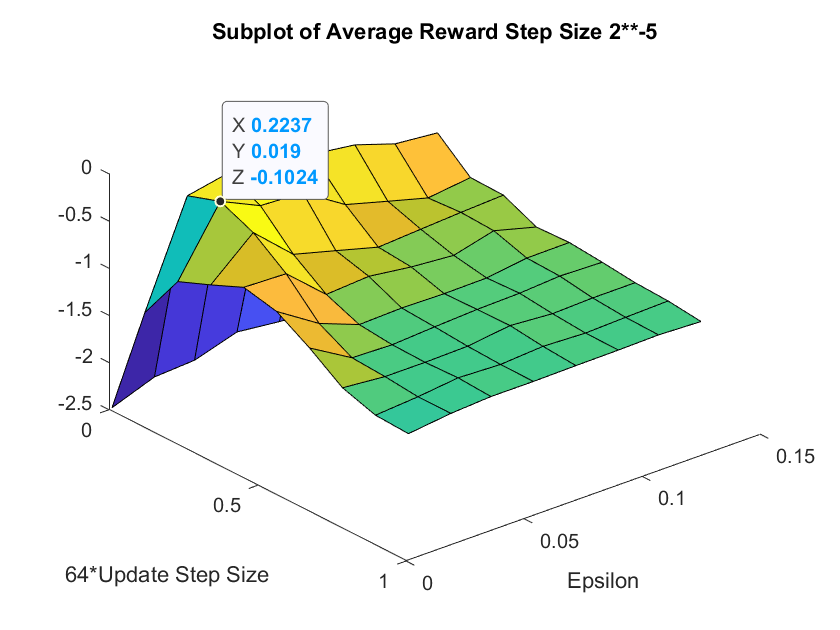 Subplot of Average Reward Step Size 2**-5
X 0.2237
Y 0.019
Z -0.1024
0
-0.5
-1
-1.5
-2
-2.5
0
0.5
1
64*Update Step Size
0
0.05
0.1
0.15
Epsilon